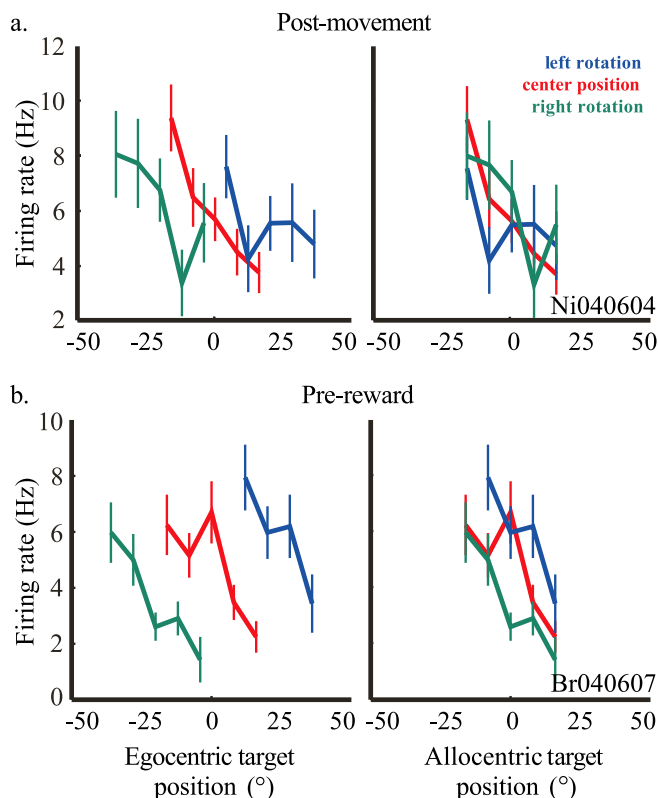 a. Post-movement
12
10
8
6
4
2
Firing rate (Hz)
left rotation
center position
right rotation
Ni040604
-50 -25 0 25 50 -50 -25 0 25 50
b. Pre-reward
10
8
6
4
2
0
Firing rate (Hz)
Br040607
-50 -25 0 25 50 -50 -25 0 25 50
Egocentric target
position (°)
Allocentric target
position (°)